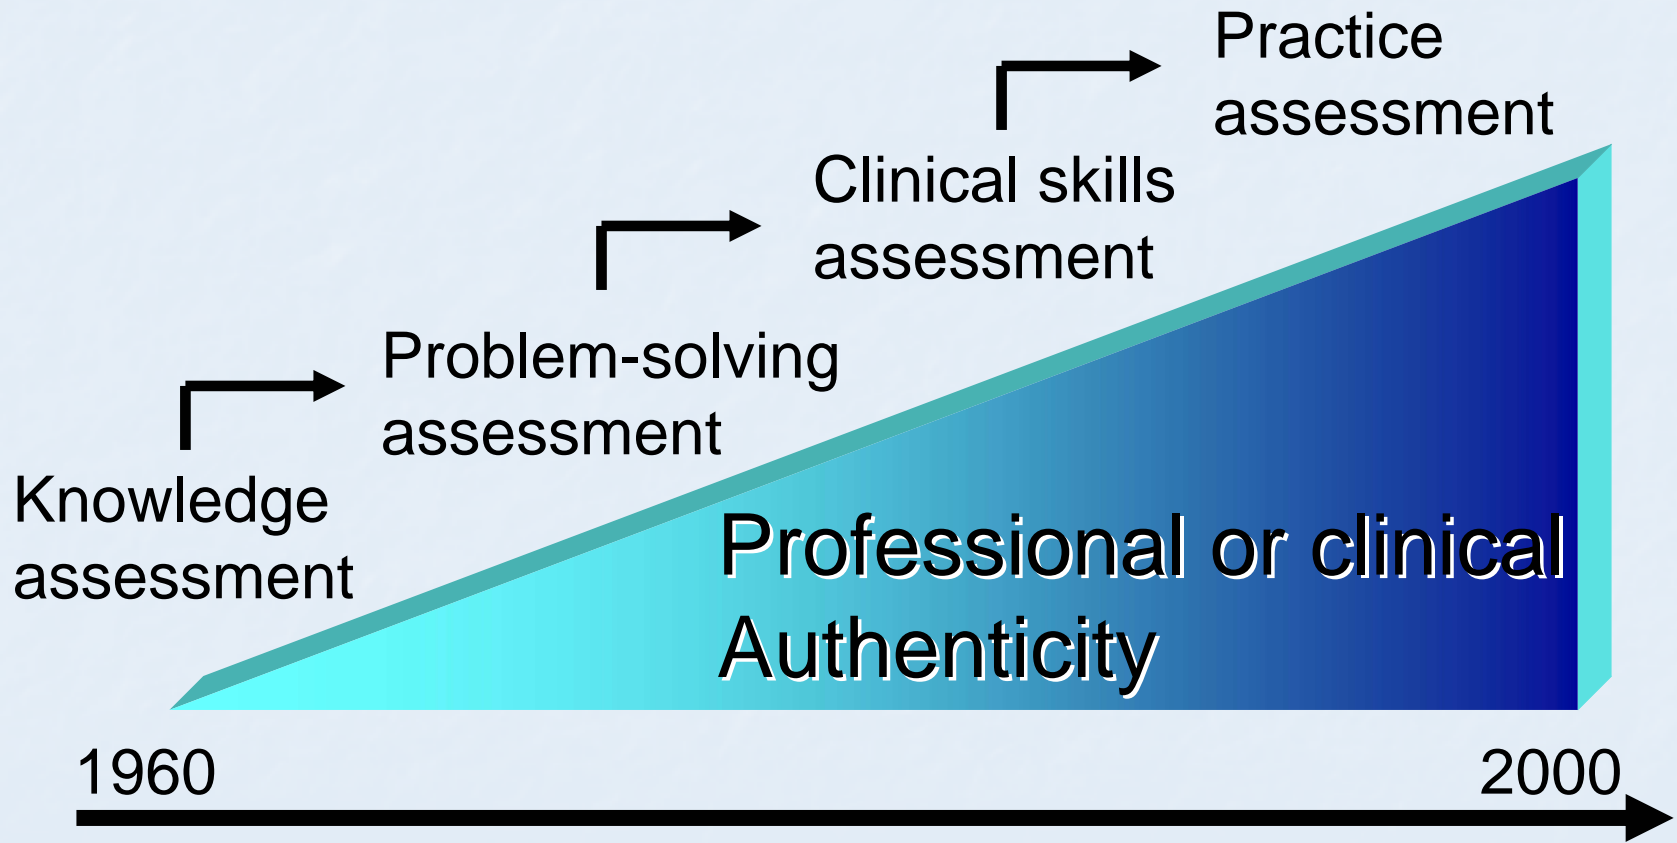 Practice
assessment
Clinical skills
assessment
Problem-solving
assessment
Knowledge
assessment
Professional or clinical
Authenticity
1960
2000